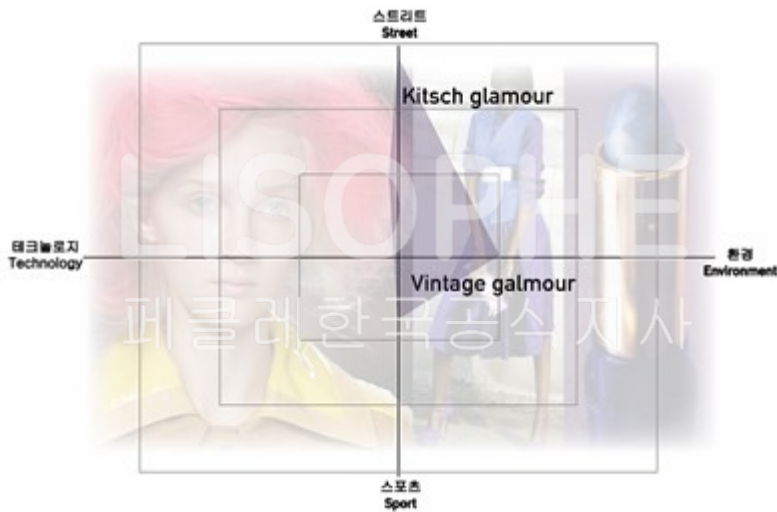 스트리트
Street
Kitsch glamour
LISOPHE
테크놀로지
Technology
환경
Environment
Vintage galmour
페클레한국공식지사
스포츠
Sport